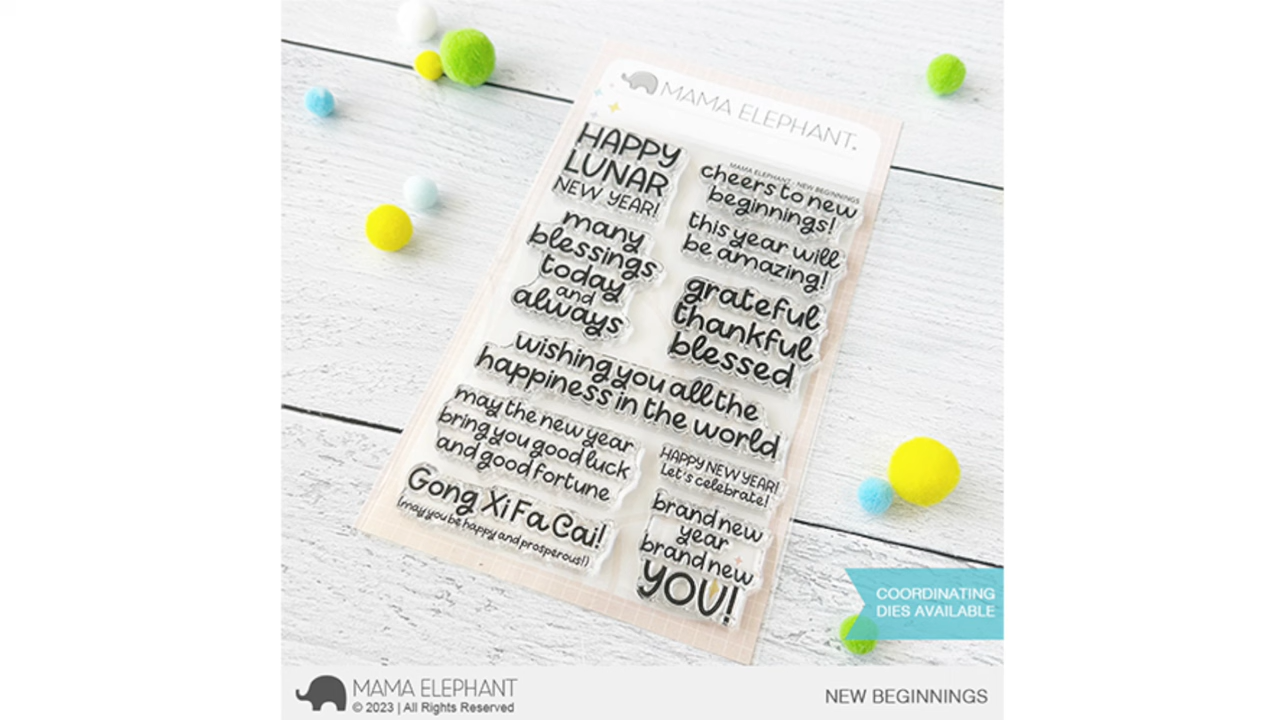 MAMA ELEPHANT.
HAPPY
LUNAR
NEW YEAR!
MAMA ELEPHANT - NEW BEGINNINGS
cheers to new
beginnings!
many
blessings
today
and
always
this year will
be amazing!
grateful
thankful
blessed
wishing you all the
happiness in the world
may the new year
bring you good luck
and good fortune
HAPPY NEW YEAR!
Let's celebrate!
Gong Xi Fa Cai!
(may you be happy and prosperous!)
brand new
year
brand new
YOU!
COORDINATING
DIES AVAILABLE
MAMA ELEPHANT
© 2023 | All Rights Reserved
NEW BEGINNINGS